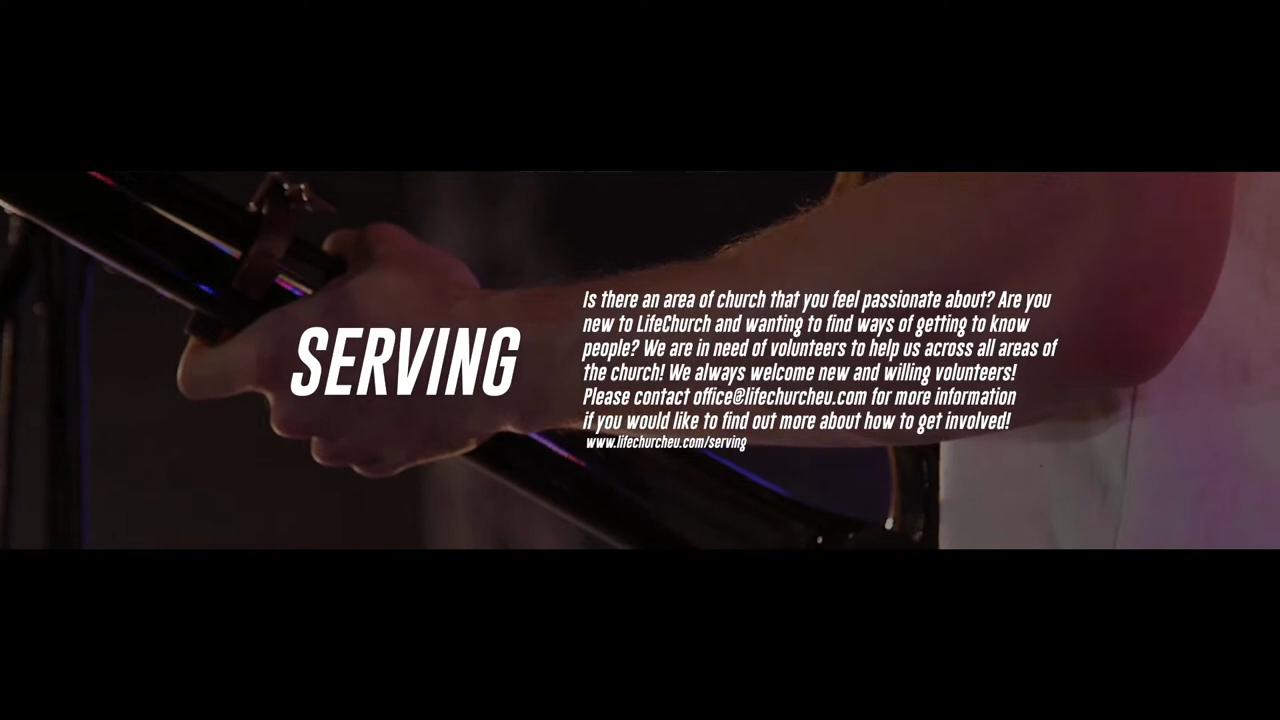 SERVING
Is there an area of church that you feel passionate about? Are you
new to LifeChurch and wanting to find ways of getting to know
people? We are in need of volunteers to help us across all areas of
the church! We always welcome new and willing volunteers!
Please contact office@lifechurcheu.com for more information
if you would like to find out more about how to get involved!
www.lifechurcheu.com/serving